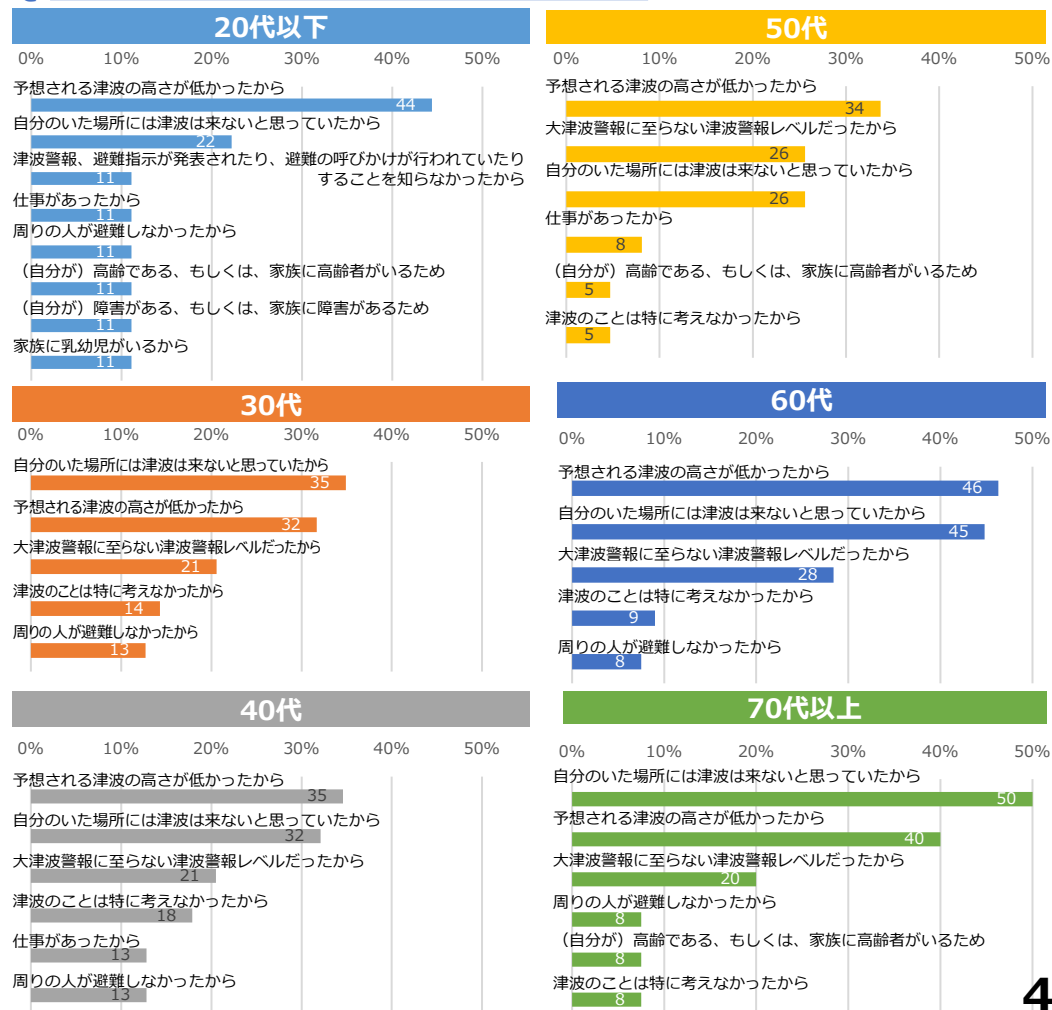 20代以下
0% 10% 20% 30% 40% 50%
予想される津波の高さが低かったから
44
自分のいた場所には津波は来ないと思っていたから
22
津波警報、避難指示が発表されたり、避難の呼びかけが行われていたり
することを知らなかったから
11
仕事があったから
11
周りの人が避難しなかったから
11
（自分が）高齢である、もしくは、家族に高齢者がいるため
11
（自分が）障害がある、もしくは、家族に障害があるため
11
家族に乳幼児がいるから
11
30代
0% 10% 20% 30% 40% 50%
自分のいた場所には津波は来ないと思っていたから
35
予想される津波の高さが低かったから
32
大津波警報に至らない津波警報レベルだったから
21
津波のことは特に考えなかったから
14
周りの人が避難しなかったから
13
40代
0% 10% 20% 30% 40% 50%
予想される津波の高さが低かったから
35
自分のいた場所には津波は来ないと思っていたから
32
大津波警報に至らない津波警報レベルだったから
21
津波のことは特に考えなかったから
18
仕事があったから
13
周りの人が避難しなかったから
13
50代
0% 10% 20% 30% 40% 50%
予想される津波の高さが低かったから
34
大津波警報に至らない津波警報レベルだったから
26
自分のいた場所には津波は来ないと思っていたから
26
仕事があったから
8
（自分が）高齢である、もしくは、家族に高齢者がいるため
5
津波のことは特に考えなかったから
5
60代
0% 10% 20% 30% 40% 50%
予想される津波の高さが低かったから
46
自分のいた場所には津波は来ないと思っていたから
45
大津波警報に至らない津波警報レベルだったから
28
津波のことは特に考えなかったから
9
周りの人が避難しなかったから
8
70代以上
0% 10% 20% 30% 40% 50%
自分のいた場所には津波は来ないと思っていたから
50
予想される津波の高さが低かったから
40
大津波警報に至らない津波警報レベルだったから
20
周りの人が避難しなかったから
8
（自分が）高齢である、もしくは、家族に高齢者がいるため
8
津波のことは特に考えなかったから
8
4